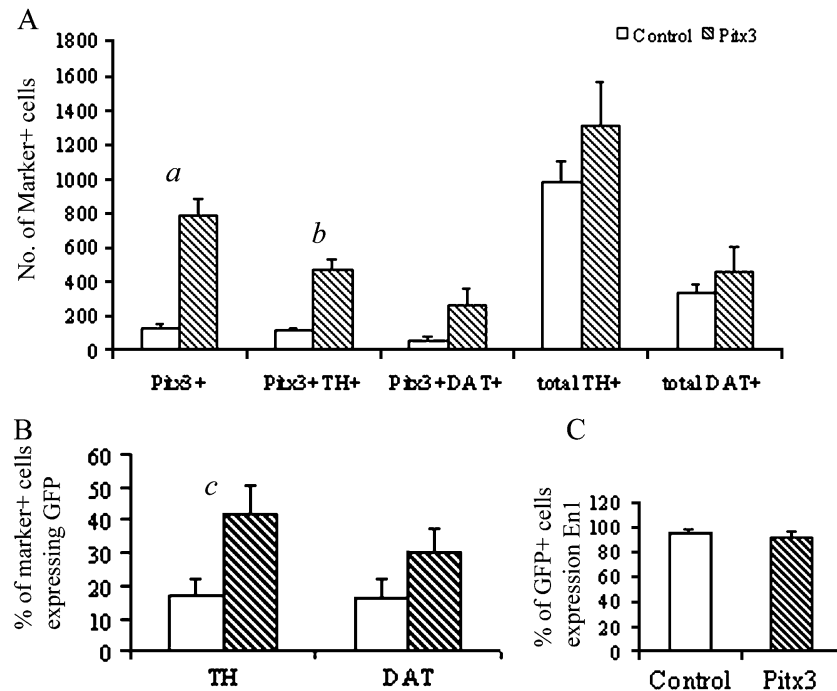 A
1800
1600
1400
1200
1000
800
600
400
200
0
No. of Marker+ cells
Control Pitx3
a
b
Pitx3+ Pitx3+TH+ Pitx3+DAT+ total TH+ total DAT+
B
60
50
40
30
20
10
0
% of marker+ cells
expressing GFP
c
TH DAT
C
120
100
80
60
40
20
0
% of GFP+ cells
expression En1
Control Pitx3